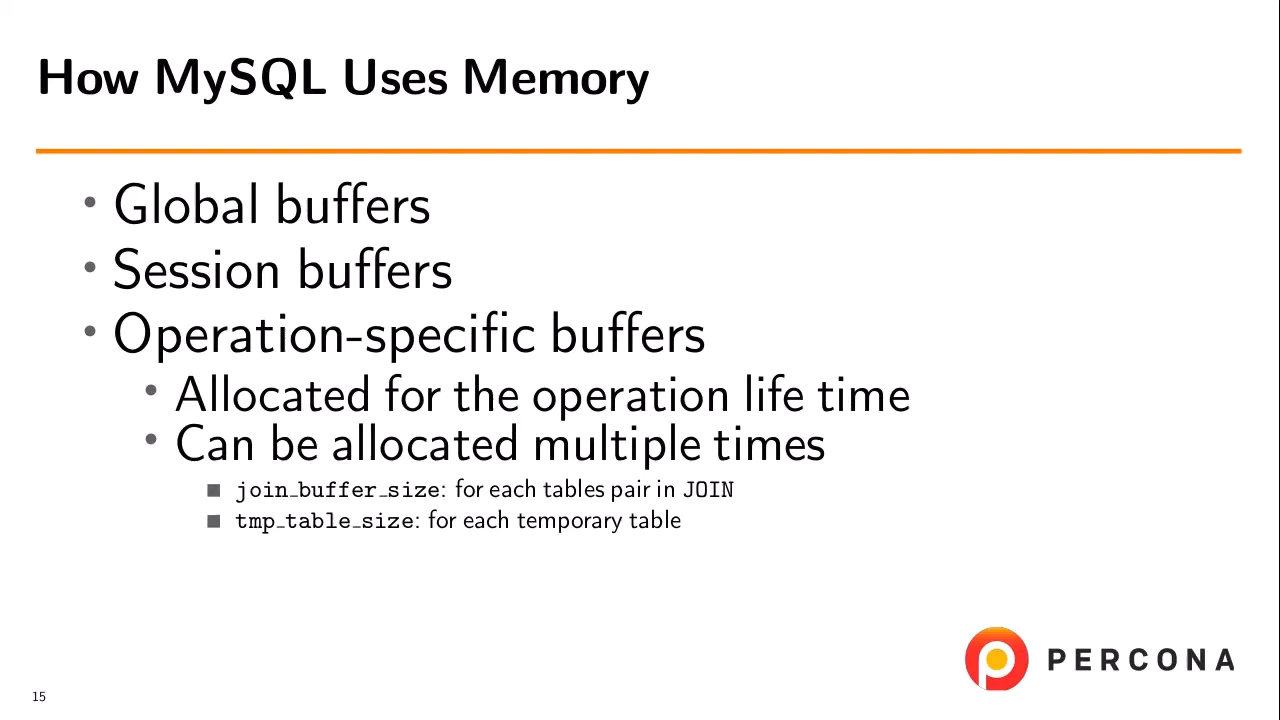 How MySQL Uses Memory
• Global buffers
• Session buffers
• Operation-specific buffers
• Allocated for the operation life time
• Can be allocated multiple times
■ join_buffer_size: for each tables pair in JOIN
■ tmp_table_size: for each temporary table
PERCONA
15